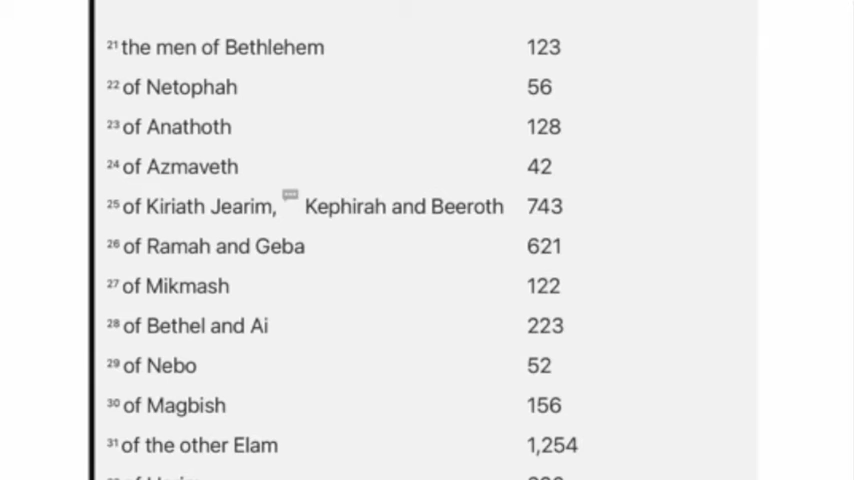 21 the men of Bethlehem 123
22 of Netophah 56
23 of Anathoth 128
24 of Azmaveth 42
25 of Kiriath Jearim, Kephirah and Beeroth 743
26 of Ramah and Geba 621
27 of Mikmash 122
28 of Bethel and Ai 223
29 of Nebo 52
30 of Magbish 156
31 of the other Elam 1,254